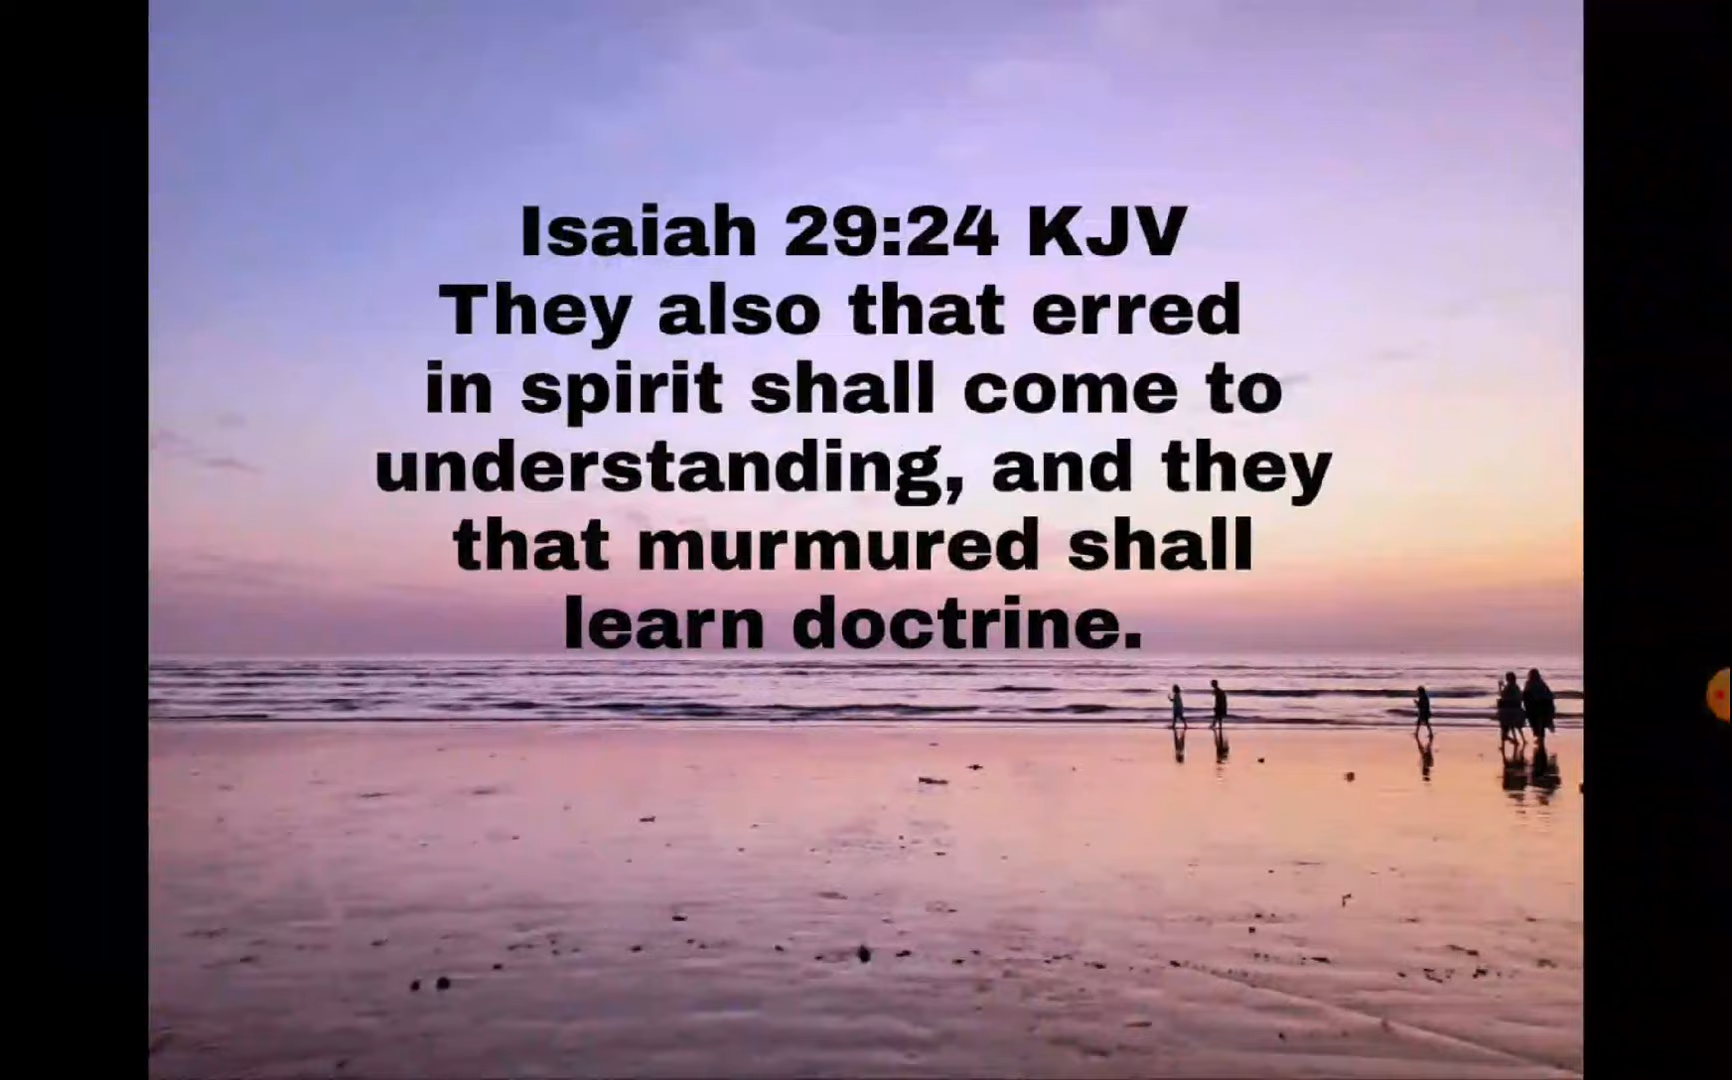 Isaiah 29:24 KJV
They also that erred
in spirit shall come to
understanding, and they
that murmured shall
learn doctrine.